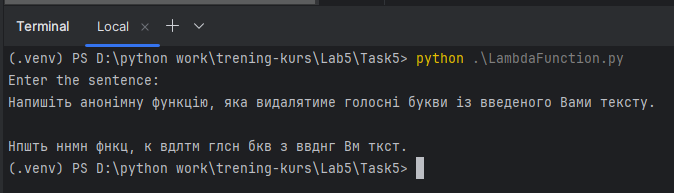 Terminal Local × + ∨
(.venv) PS D:\python work\trening-kurs\Lab5\Task5> python .\LambdaFunction.py
Enter the sentence:
Напишіть анонімну функцію, яка видалятиме голосні букви із введеного Вами тексту.
Нпшть ннмн фнкц, к вдлтм глсн бкв з ввднг Вм ткст.
(.venv) PS D:\python work\trening-kurs\Lab5\Task5>